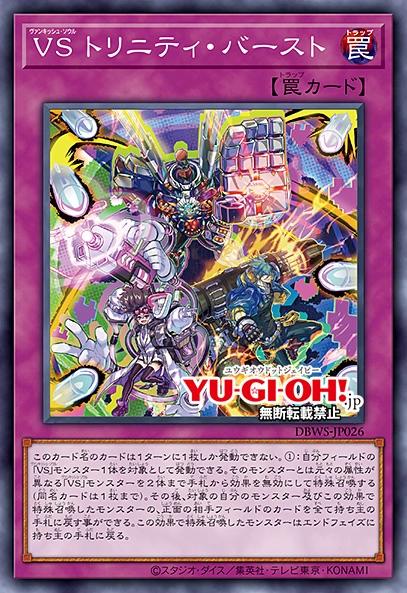 ヴァンキッシュ・ソウル
VS トリニティ・バースト
トラップ
罠
トラップ
【罠カード】
ユウギオウドットジェイピー
YU-GI-OH!.jp
無断転載禁止
DBWS-JP026
このカード名のカードは1ターンに1枚しか発動できない。①:自分フィールドの
「VS」モンスター1体を対象として発動できる。そのモンスターとは元々の属性が
異なる「VS」モンスターを2体まで手札から効果を無効にして特殊召喚する
(同名カードは1枚まで)。その後、対象の自分のモンスター及びこの効果で
特殊召喚したモンスターの、正面の相手フィールドのカードを全て持ち主の
手札に戻す事ができる。この効果で特殊召喚したモンスターはエンドフェイズに
持ち主の手札に戻る。
©スタジオ・ダイス/集英社・テレビ東京・KONAMI